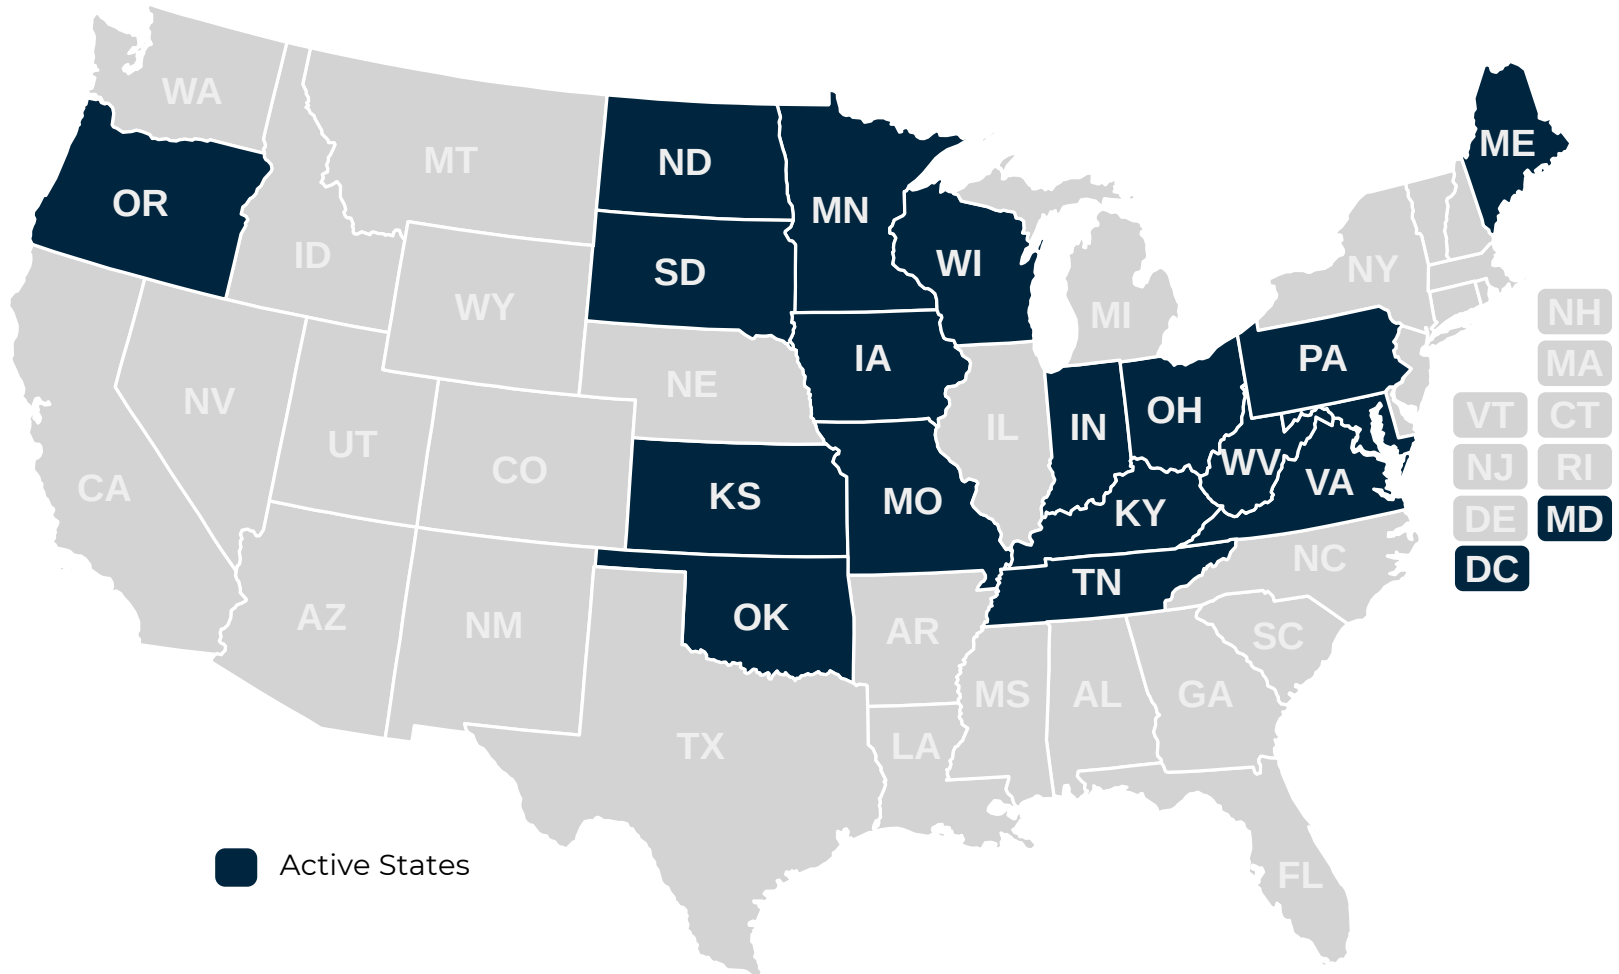 WA
MT
ND
OR
MN
ME
ID
WY
SD
WI
NY
MI
NH
NV
UT
CO
NE
IA
IL
IN
OH
PA
MA
VT
CT
CA
KS
MO
KY
WV
VA
NJ
RI
DE
MD
AZ
NM
OK
AR
TN
NC
DC
TX
LA
MS
AL
GA
SC
FL
Active States